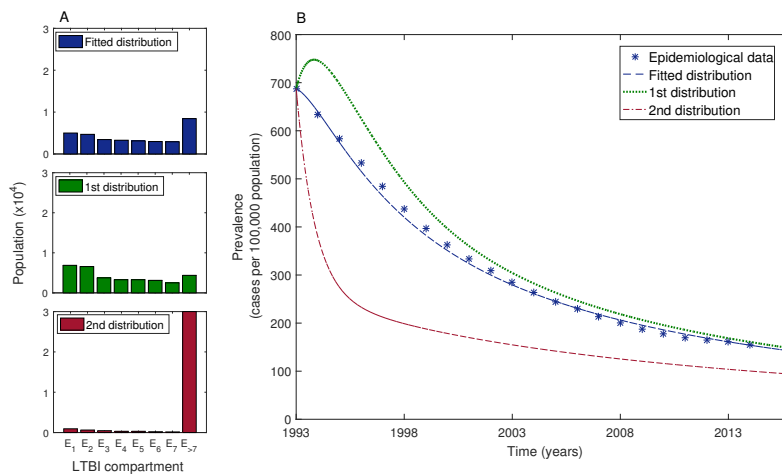 A
3
Fitted distribution
2
1
0
3
1st distribution
2
1
0
3
2nd distribution
2
1
0
E1 E2 E3 E4 E5 E6 E7 E>7
LTBI compartment
Population (x10^4)
B
800
700
600
500
400
300
200
100
0
Prevalence
(cases per 100,000 population)
Epidemiological data
Fitted distribution
1st distribution
2nd distribution
1993 1998 2003 2008 2013
Time (years)